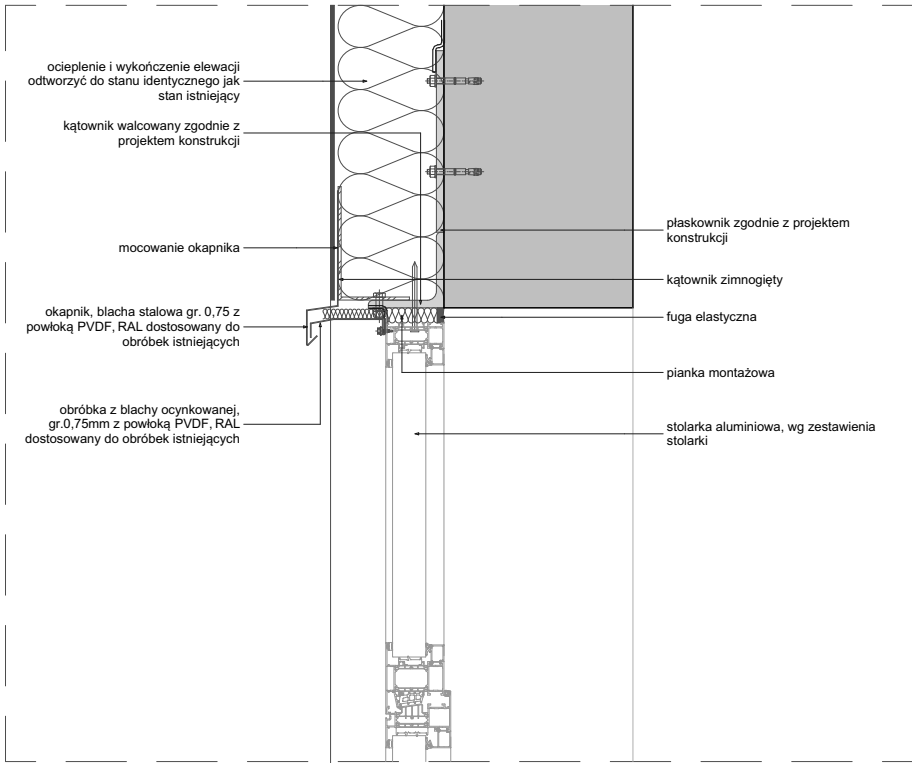 ocieplenie i wykończenie elewacji
odtworzyć do stanu identycznego jak
stan istniejący
kątownik walcowany zgodnie z
projektem konstrukcji
mocowanie okapnika
okapnik, blacha stalowa gr. 0,75 z
powłoką PVDF, RAL dostosowany do
obróbek istniejących
obróbka z blachy ocynkowanej,
gr.0,75mm z powłoką PVDF, RAL
dostosowany do obróbek istniejących
płaskownik zgodnie z projektem
konstrukcji
kątownik zimnogięty
fuga elastyczna
pianka montażowa
stolarka aluminiowa, wg zestawienia
stolarki